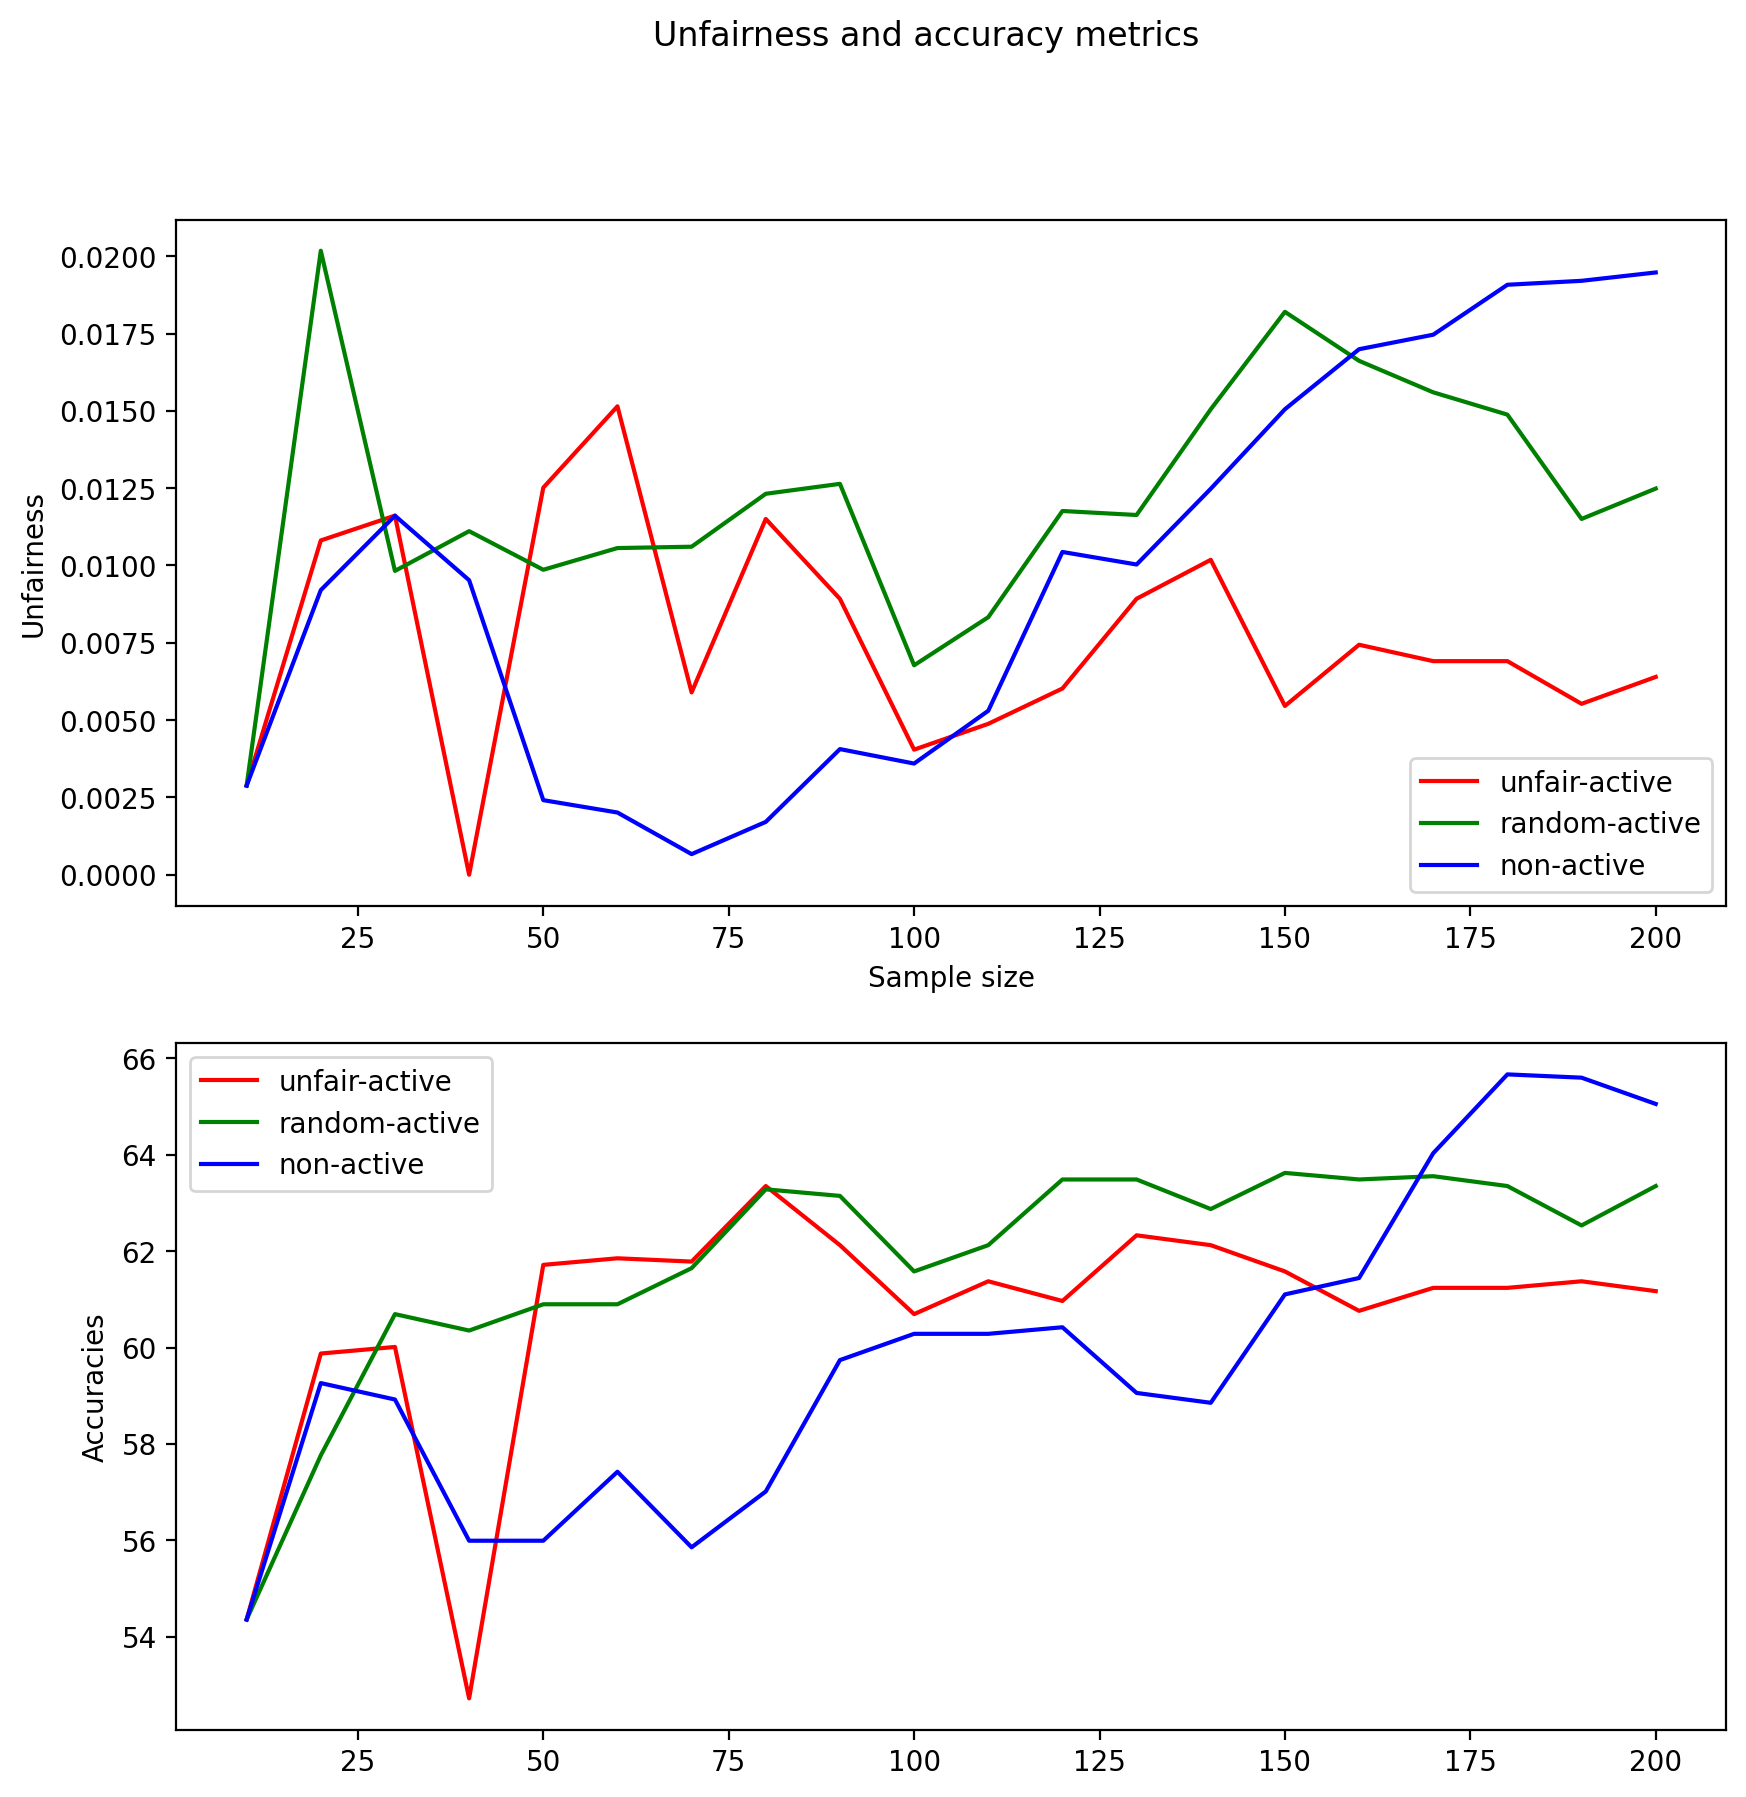 Unfairness and accuracy metrics
0.0200
0.0175
0.0150
0.0125
0.0100
0.0075
0.0050
0.0025
0.0000
Unfairness
unfair-active
random-active
non-active
25 50 75 100 125 150 175 200
Sample size
66
64
62
60
58
56
54
Accuracies
unfair-active
random-active
non-active
25 50 75 100 125 150 175 200